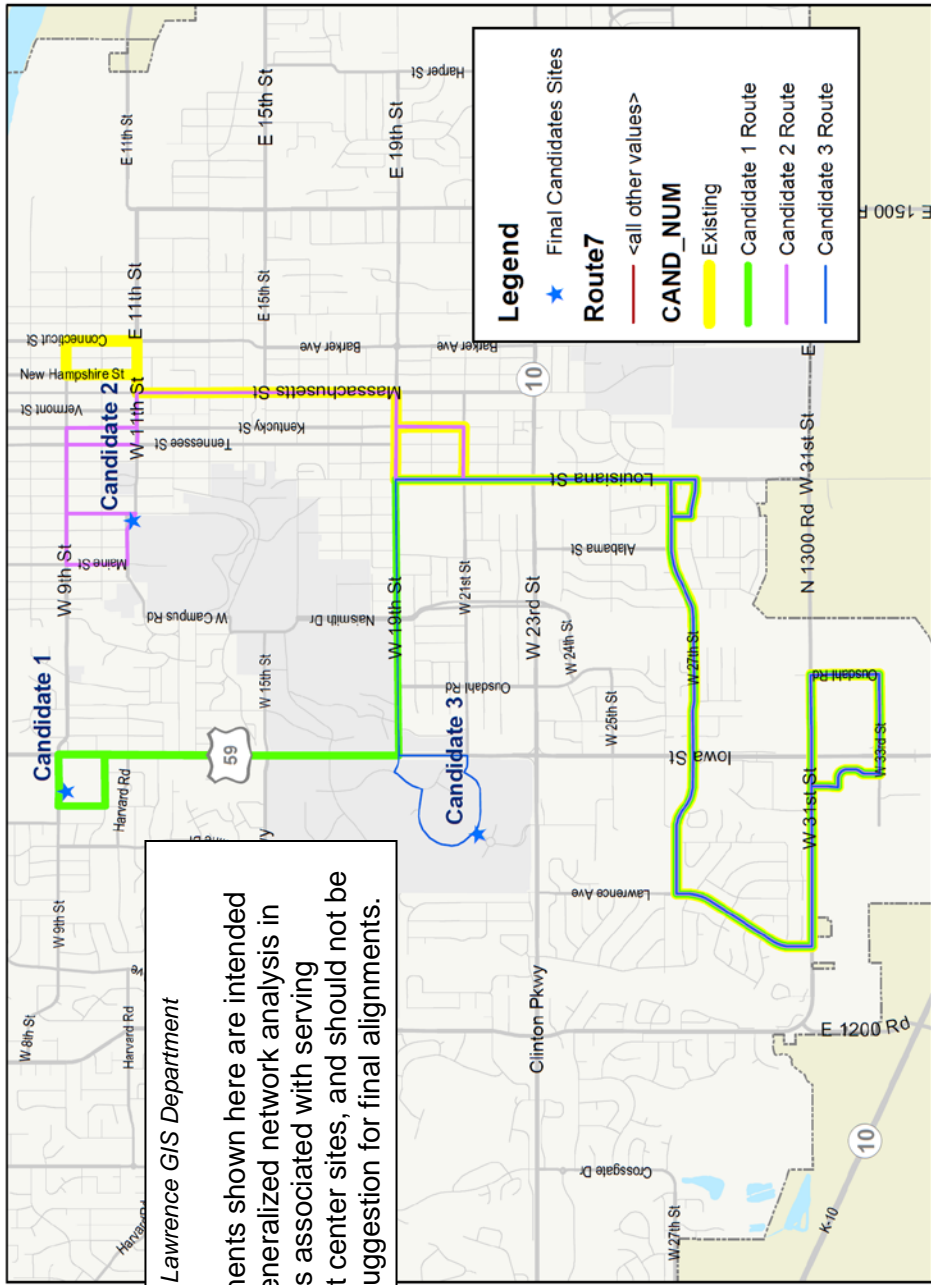 Candidate 1
Candidate 2
Candidate 3
W 8th St
W 9th St
W 9th St
Harvard Rd
Harvard Rd
Harvard Rd
ve
wy
59
Maine St
W Campus Rd
W 15th St
Naismith Dr
W 19th St
W 21st St
Ousdahl Rd
W 23rd St
W 24th St
W 25th St
W 27th St
Iowa St
Alabama St
Louisiana St
Lawrence Ave
W 31st St
Ousdahl Rd
W 33rd St
Clinton Pkwy
Crossgate Dr
W 27th St
K-10
10
E 1200 Rd
N 1300 Rd
W 31st St
E
E 1500 R
Connecticut St
New Hampshire St
Vermont St
W 11th St
E 11th St
E 11th St
Massachusetts St
Kentucky St
Tennessee St
Barker Ave
Barker Ave
E 15th St
E 15th St
E 19th St
Harper St
10
Lawrence GIS Department
nents shown here are intended
eneralized network analysis in
s associated with serving
t center sites, and should not be
uggestion for final alignments.
Legend
Final Candidates Sites
Route7
<all other values>
CAND_NUM
Existing
Candidate 1 Route
Candidate 2 Route
Candidate 3 Route